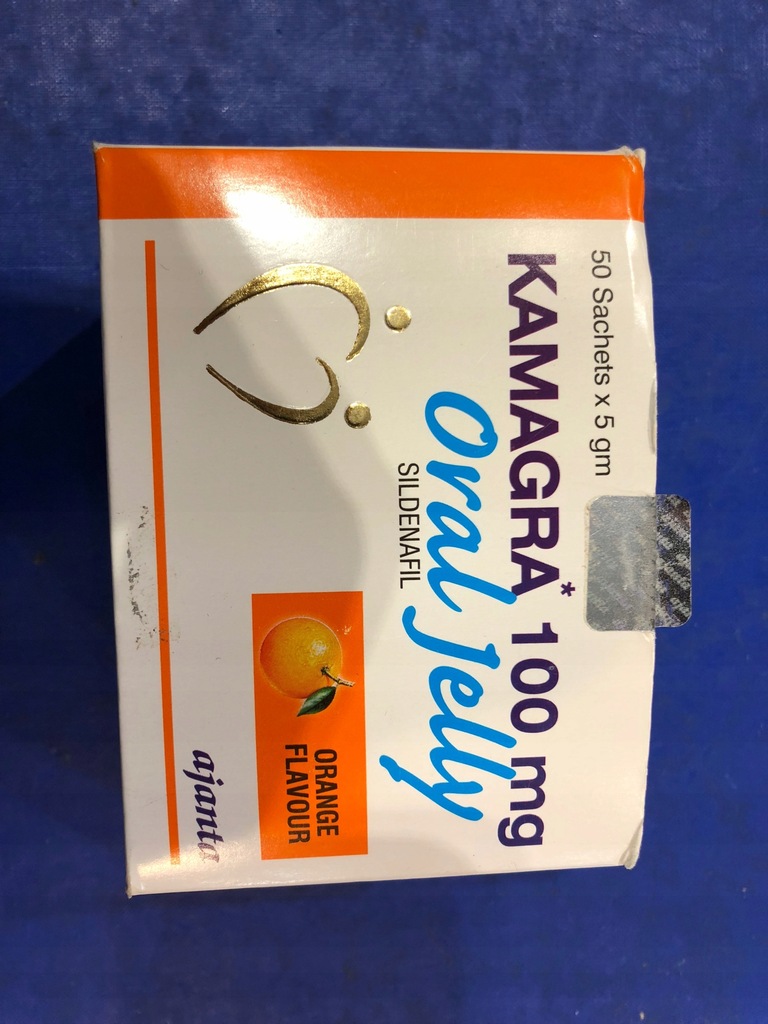 50 Sachets x 5 gm
KAMAGRA* 100 mg
Oral Jelly
SILDENAFIL
ORANGE
FLAVOUR
ajanta